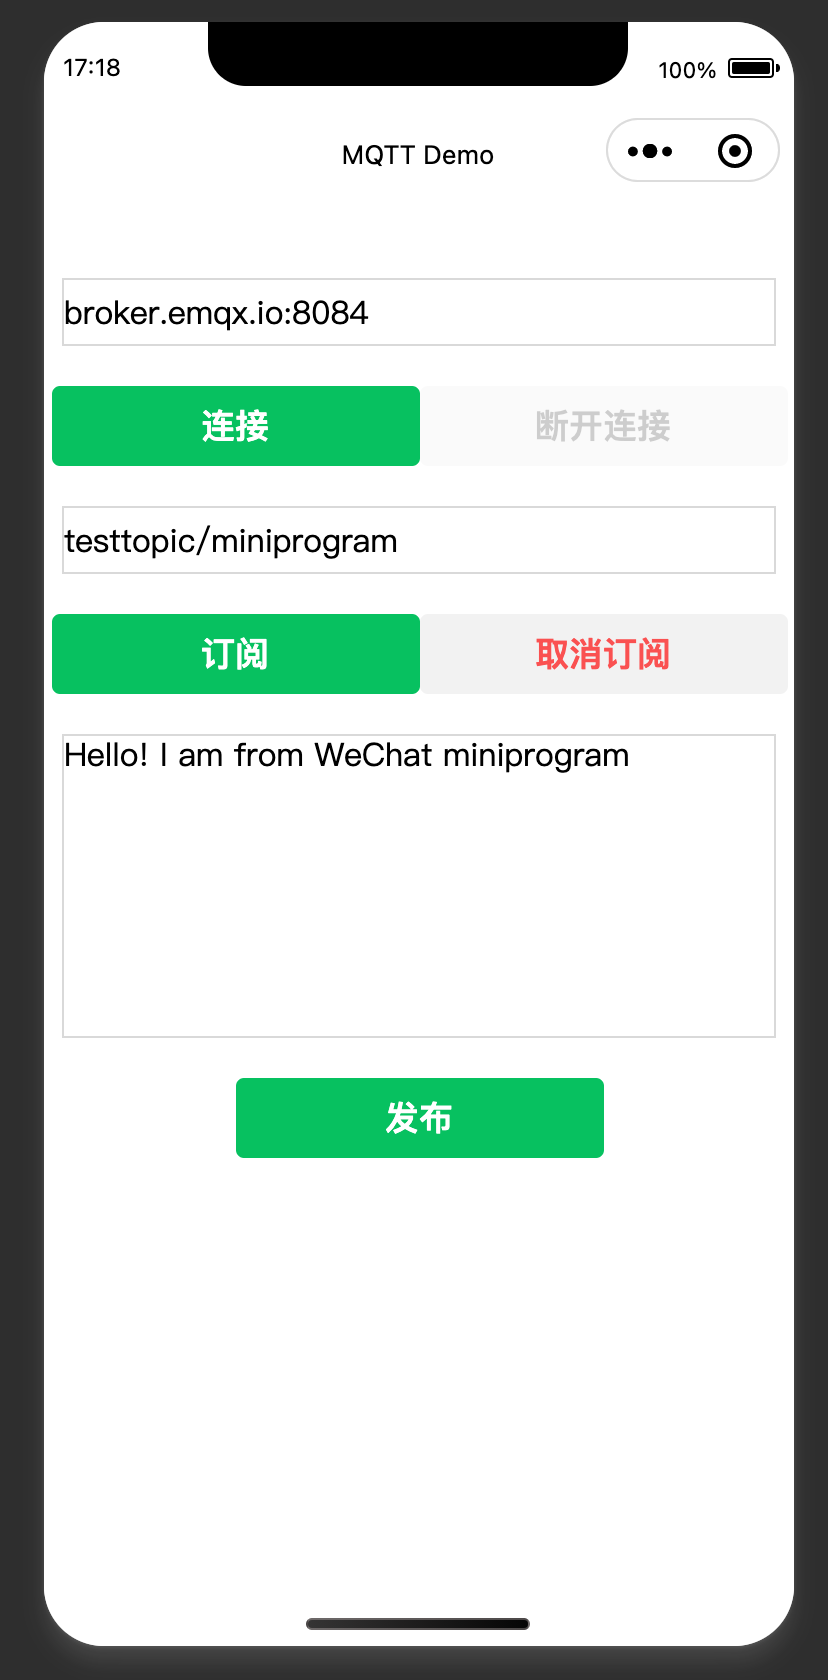 17:18
100%
MQTT Demo
broker.emqx.io:8084
连接
断开连接
testtopic/miniprogram
订阅
取消订阅
Hello! I am from WeChat miniprogram
发布